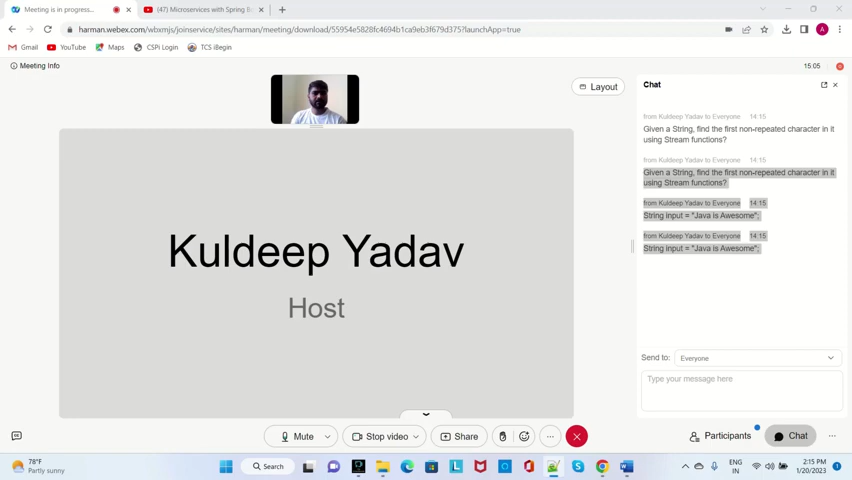 Meeting is in progress...
(47) Microservices with Spring Bo
harman.webex.com/wbxmjs/joinservice/sites/harman/meeting/download/55954e5828fc4694b1ca9eb3f679d375?launchApp=true
Gmail
YouTube
Maps
CSPi Login
TCS iBegin
Meeting Info
15:05
Layout
Chat
from Kuldeep Yadav to Everyone 14:15
Given a String, find the first non-repeated character in it
using Stream functions?
from Kuldeep Yadav to Everyone 14:15
Given a String, find the first non-repeated character in it
using Stream functions?
from Kuldeep Yadav to Everyone 14:15
String input = "Java is Awesome";
from Kuldeep Yadav to Everyone 14:15
String input = "Java is Awesome";
Kuldeep Yadav
Host
Send to: Everyone
Type your message here
Mute
Stop video
Share
Participants
Chat
78°F
Partly sunny
Search
ENG
IN
2:15 PM
1/20/2023